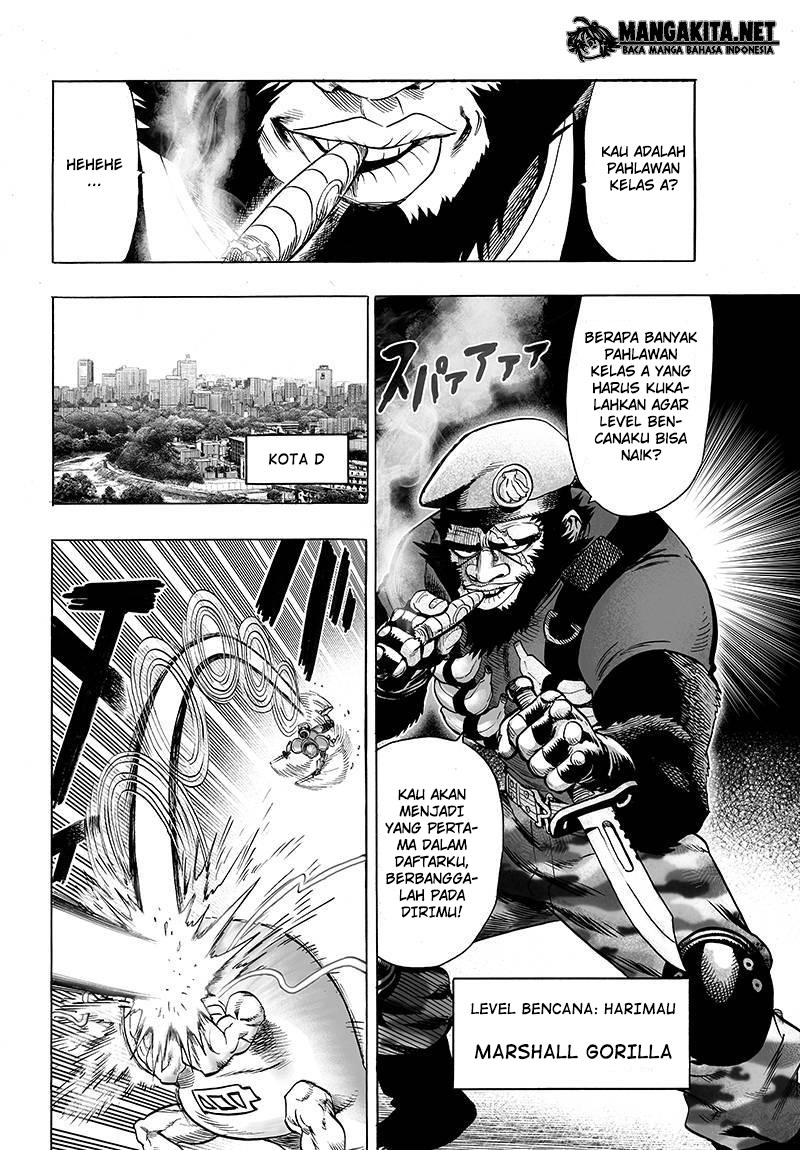 MANGAKITA.NET
BACA MANGA BAHASA INDONESIA
KAU ADALAH
PAHLAWAN
KELAS A?
HEHEHE
...
BERAPA BANYAK
PAHLAWAN
KELAS A YANG
HARUS KUKA-
LAHKAN AGAR
LEVEL BEN-
CANAKU BISA
NAIK?
スパァァァァ
KOTA D
KAU AKAN
MENJADI
YANG PERTA-
MA DALAM
DAFTARKU,
BERBANGGA-
LAH PADA
DIRIMU!
LEVEL BENCANA: HARIMAU
MARSHALL GORILLA